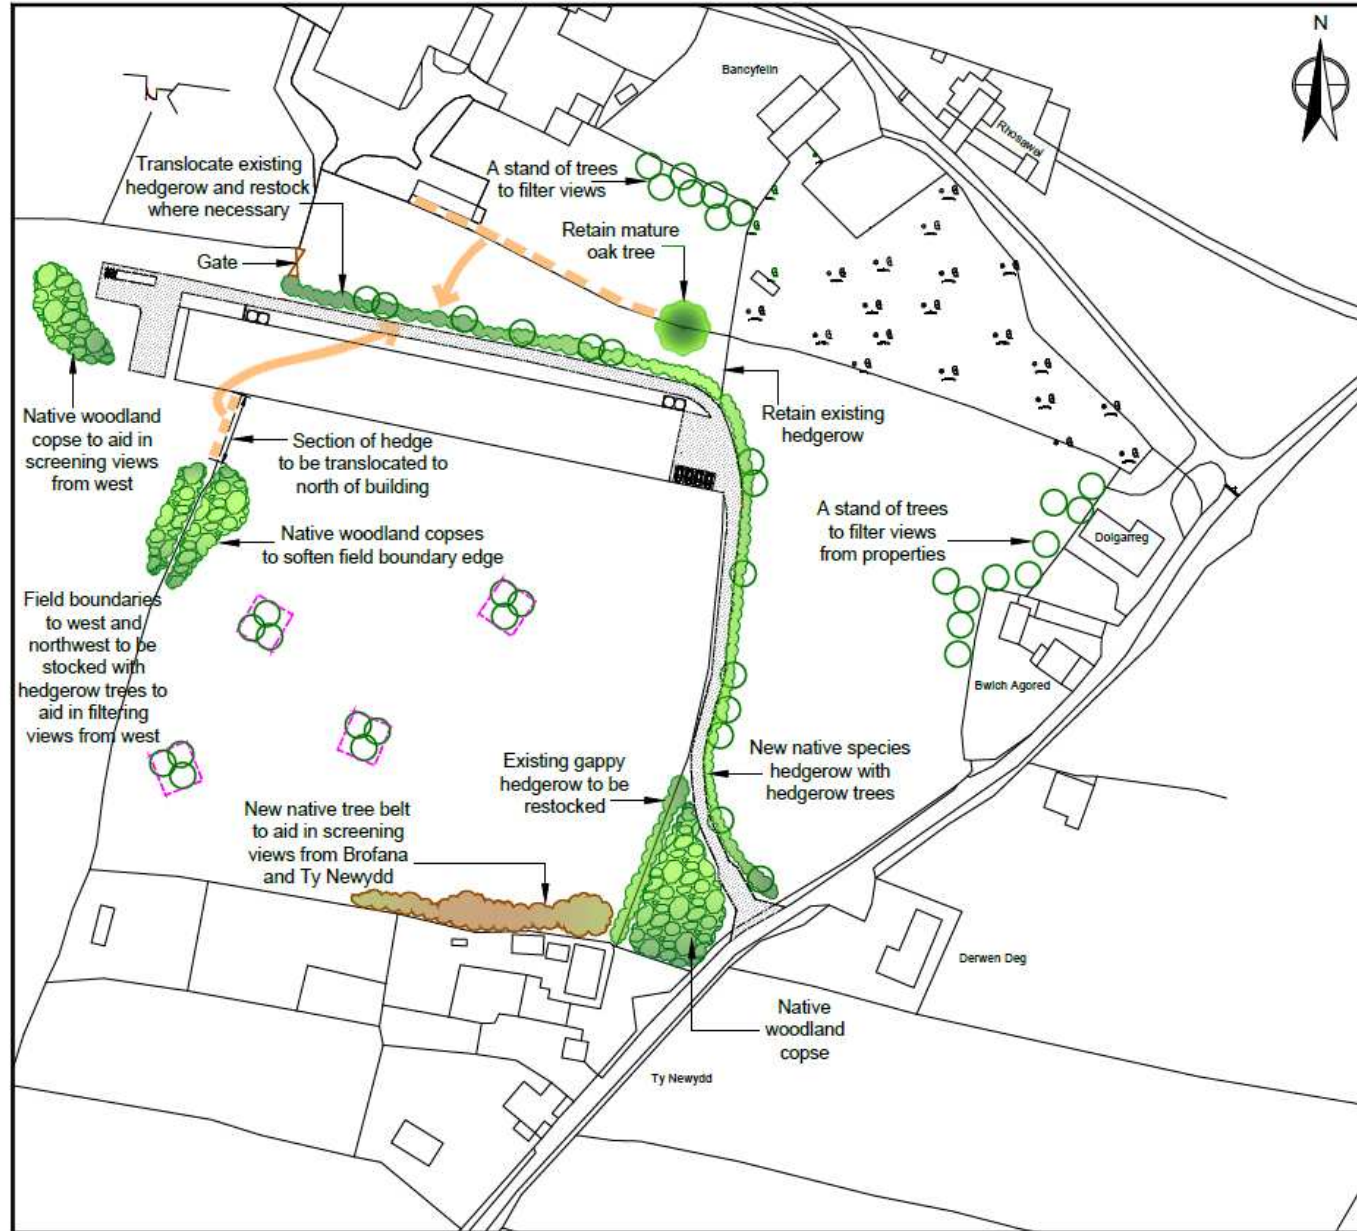 N
Bancyfelin
Rhosawel
Translocate existing
hedgerow and restock
where necessary
A stand of trees
to filter views
Retain mature
oak tree
Gate
Native woodland
copse to aid in
screening views
from west
Section of hedge
to be translocated to
north of building
Retain existing
hedgerow
A stand of trees
to filter views
from properties
Dolgarreg
Native woodland copses
to soften field boundary edge
Field boundaries
to west and
northwest to be
stocked with
hedgerow trees to
aid in filtering
views from west
Bwlch Agored
Existing gappy
hedgerow to be
restocked
New native species
hedgerow with
hedgerow trees
New native tree belt
to aid in screening
views from Brofana
and Ty Newydd
Derwen Deg
Native
woodland
copse
Ty Newydd